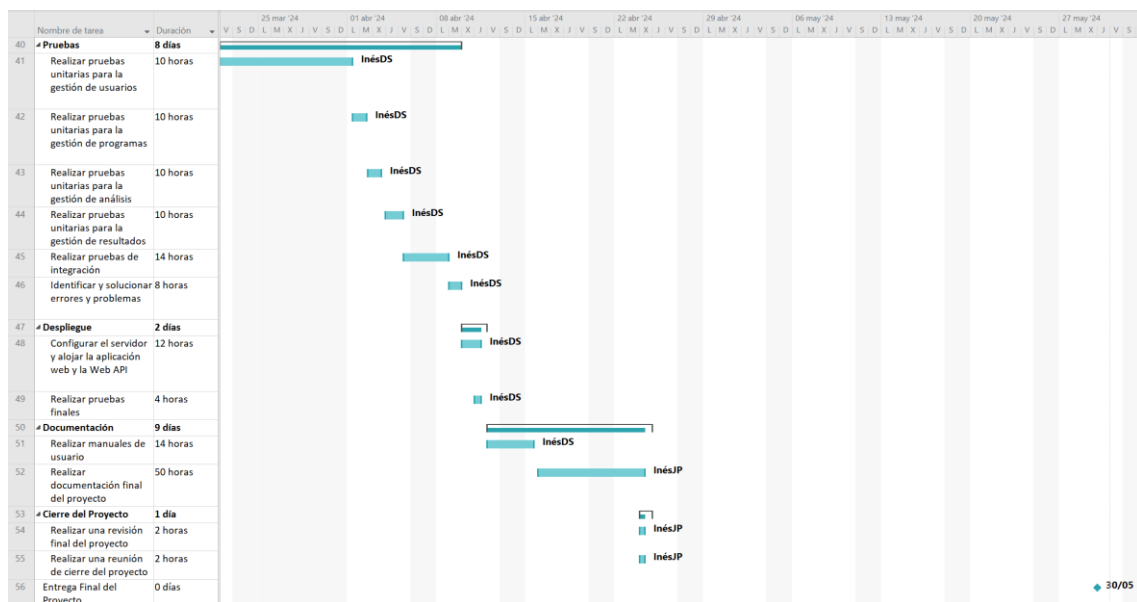 25 mar '24 01 abr '24 08 abr '24 15 abr '24 22 abr '24 29 abr '24 06 may '24 13 may '24 20 may '24 27 may '24
Nombre de tarea Duración V S D L M X J V S D L M X J V S D L M X J V S D L M X J V S D L M X J V S D L M X J V S D L M X J V S D L M X J V S D L M X J V S D L M X J V S D L M X J V S
40 Pruebas 8 días
41 Realizar pruebas 10 horas InésDS
unitarias para la
gestión de usuarios
42 Realizar pruebas 10 horas InésDS
unitarias para la
gestión de programas
43 Realizar pruebas 10 horas InésDS
unitarias para la
gestión de análisis
44 Realizar pruebas 10 horas InésDS
unitarias para la
gestión de resultados
45 Realizar pruebas de 14 horas InésDS
integración
46 Identificar y solucionar 8 horas InésDS
errores y problemas
47 Despliegue 2 días
48 Configurar el servidor 12 horas InésDS
y alojar la aplicación
web y la Web API
49 Realizar pruebas 4 horas InésDS
finales
50 Documentación 9 días
51 Realizar manuales de 14 horas InésDS
usuario
52 Realizar 50 horas InésJP
documentación final
del proyecto
53 Cierre del Proyecto 1 día
54 Realizar una revisión 2 horas InésJP
final del proyecto
55 Realizar una reunión 2 horas InésJP
de cierre del proyecto
56 Entrega Final del 0 días 30/05
Proyecto